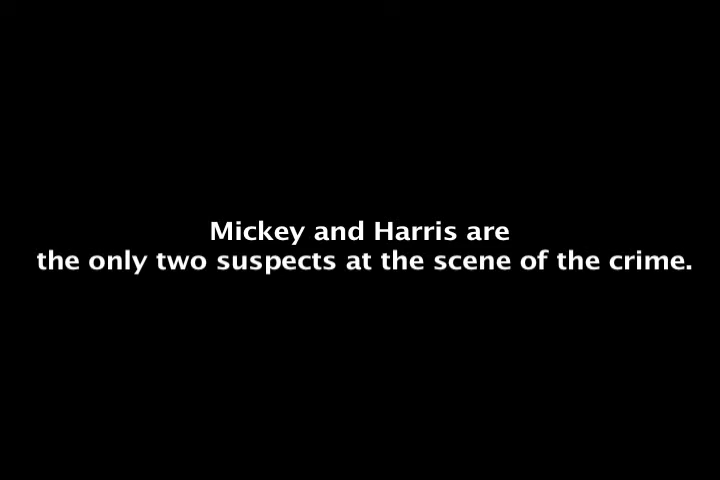 Mickey and Harris are
the only two suspects at the scene of the crime.